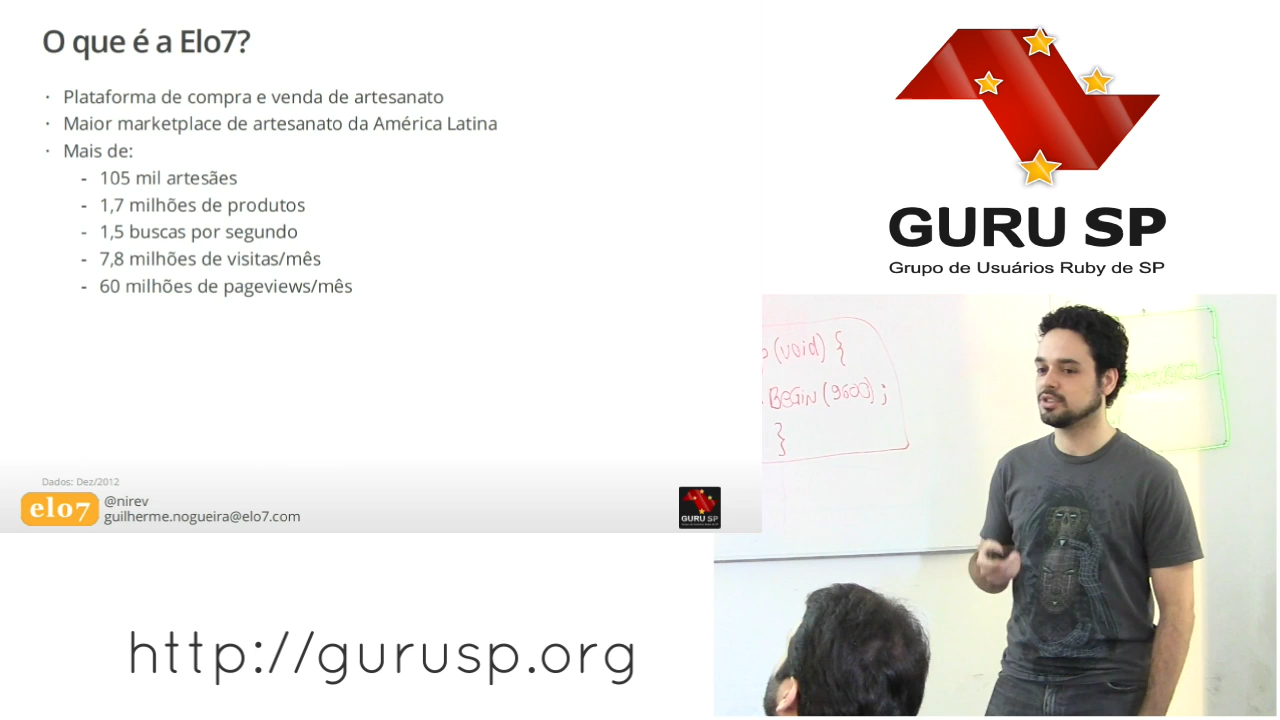 O que é a Elo7?
· Plataforma de compra e venda de artesanato
· Maior marketplace de artesanato da América Latina
· Mais de:
- 105 mil artesães
- 1,7 milhões de produtos
- 1,5 buscas por segundo
- 7,8 milhões de visitas/mês
- 60 milhões de pageviews/mês
Dados: Dez/2012
elo7
@nirev
guilherme.nogueira@elo7.com
GURU SP
GURU SP
Grupo de Usuários Ruby de SP
(void) {
BEGIN(9600);
}
http://gurusp.org